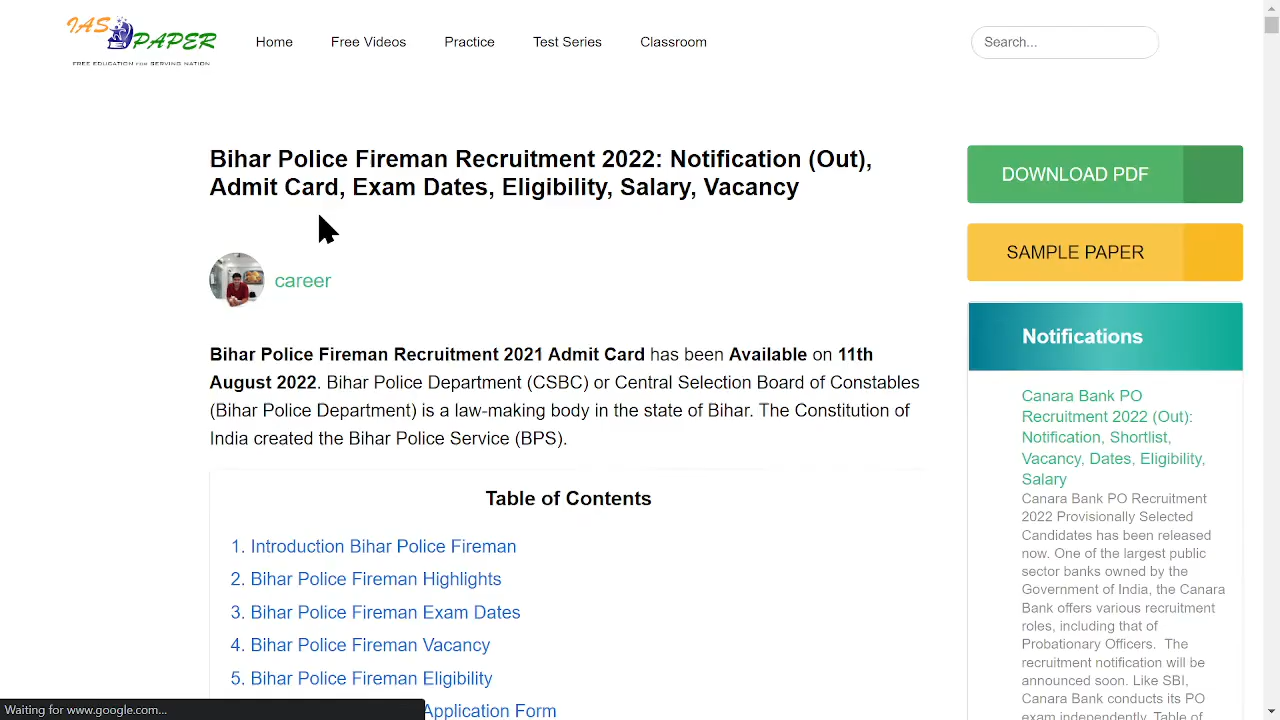 IAS PAPER
FREE EDUCATION FOR SERVING NATION
Home Free Videos Practice Test Series Classroom
Search...
Bihar Police Fireman Recruitment 2022: Notification (Out),
Admit Card, Exam Dates, Eligibility, Salary, Vacancy
career
Bihar Police Fireman Recruitment 2021 Admit Card has been Available on 11th
August 2022. Bihar Police Department (CSBC) or Central Selection Board of Constables
(Bihar Police Department) is a law-making body in the state of Bihar. The Constitution of
India created the Bihar Police Service (BPS).
Table of Contents
1. Introduction Bihar Police Fireman
2. Bihar Police Fireman Highlights
3. Bihar Police Fireman Exam Dates
4. Bihar Police Fireman Vacancy
5. Bihar Police Fireman Eligibility
Application Form
DOWNLOAD PDF
SAMPLE PAPER
Notifications
Canara Bank PO
Recruitment 2022 (Out):
Notification, Shortlist,
Vacancy, Dates, Eligibility,
Salary
Canara Bank PO Recruitment
2022 Provisionally Selected
Candidates has been released
now. One of the largest public
sector banks owned by the
Government of India, the Canara
Bank offers various recruitment
roles, including that of
Probationary Officers. The
recruitment notification will be
announced soon. Like SBI,
Canara Bank conducts its PO
exam independently. Table of
Waiting for www.google.com...